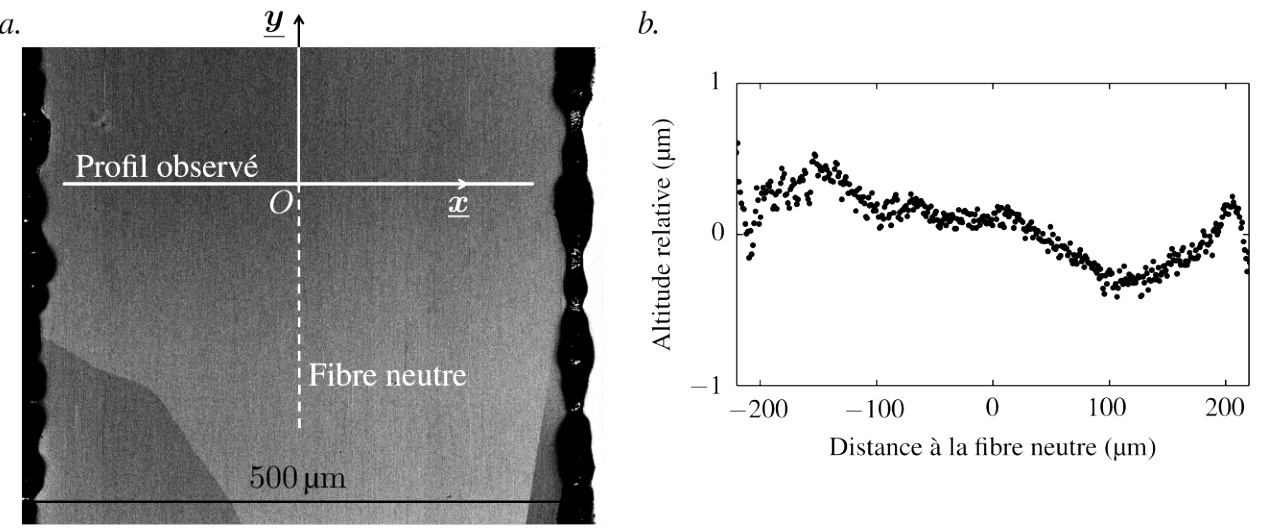 a.
y
Profil observé
O
x
Fibre neutre
500 µm
b.
Altitude relative (µm)
1
0
−1
−200
−100
0
100
200
Distance à la fibre neutre (µm)